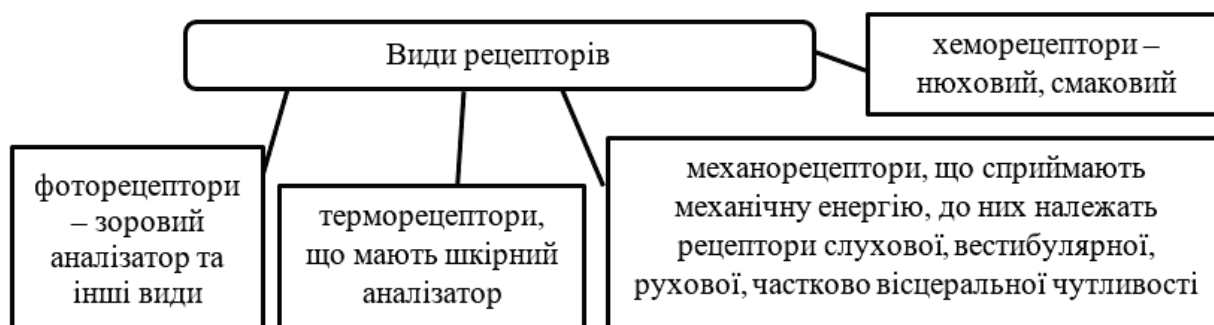 Види рецепторів
хеморецептори –
нюховий, смаковий
фоторецептори
– зоровий
аналізатор та
інші види
терморецептори,
що мають шкірний
аналізатор
механорецептори, що сприймають
механічну енергію, до них належать
рецептори слухової, вестибулярної,
рухової, частково вісцеральної чутливості